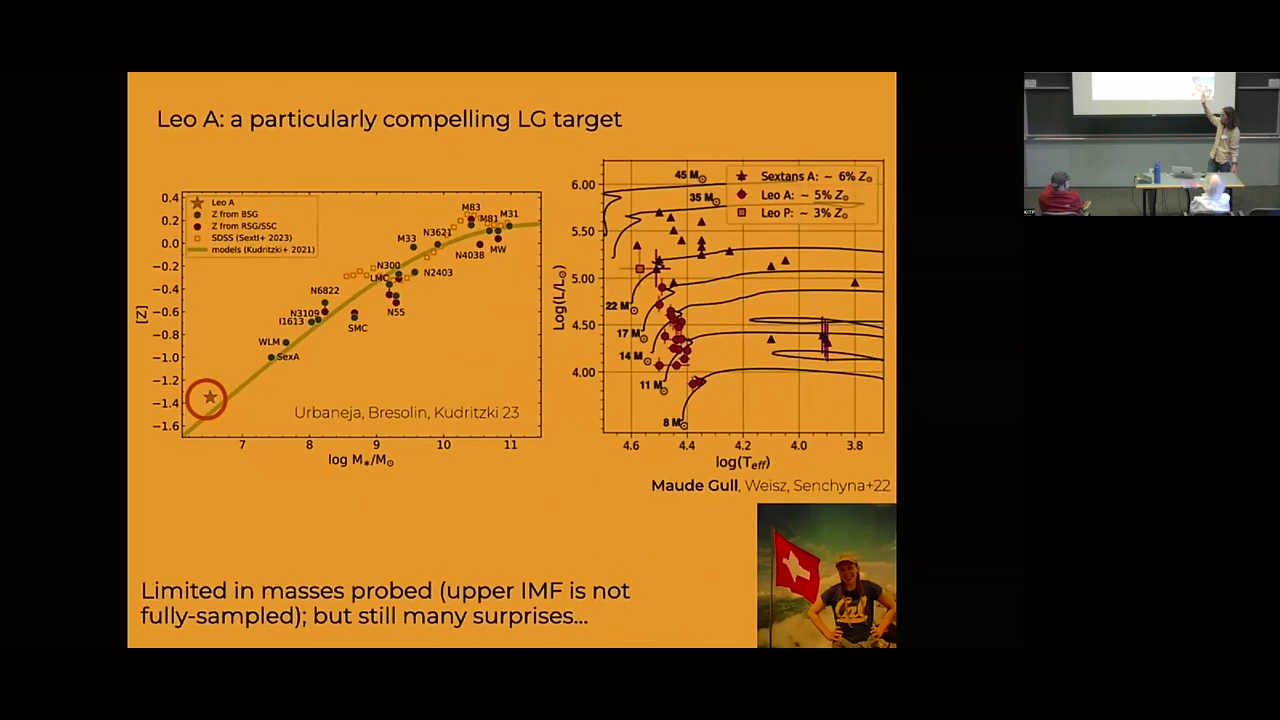 Leo A: a particularly compelling LG target
0.4
0.2
0.0
−0.2
−0.4
−0.6
−0.8
−1.0
−1.2
−1.4
−1.6
[Z]
Leo A
Z from BSG
Z from RSG/SSC
SDSS (Sextl+ 2023)
models (Kudritzki+ 2021)
M83
M81
M31
M33
N3621
N4038
MW
N300
LMC
N2403
N6822
N55
N3109
I1613
SMC
WLM
SexA
Urbaneja, Bresolin, Kudritzki 23
7
8
9
10
11
log M*/M⊙
6.00
5.50
5.00
4.50
4.00
Log(L/L⊙)
45 M⊙
35 M⊙
Sextans A: ~ 6% Z⊙
Leo A: ~ 5% Z⊙
Leo P: ~ 3% Z⊙
22 M⊙
17 M⊙
14 M⊙
11 M⊙
8 M⊙
4.6
4.4
4.2
4.0
3.8
log(Teff)
Maude Gull, Weisz, Senchyna+22
Limited in masses probed (upper IMF is not
fully-sampled); but still many surprises...
Cal
KITP